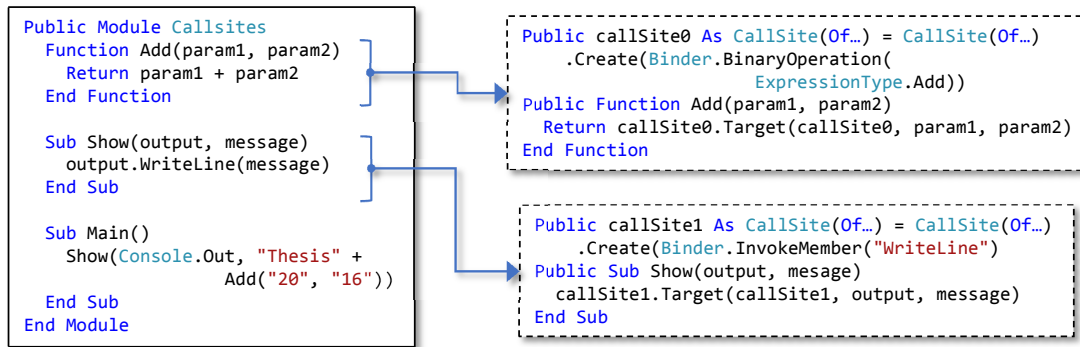 Public Module Callsites
Function Add(param1, param2)
Return param1 + param2
End Function
Sub Show(output, message)
output.WriteLine(message)
End Sub
Sub Main()
Show(Console.Out, "Thesis" +
Add("20", "16"))
End Sub
End Module
Public callSite0 As CallSite(Of…) = CallSite(Of…)
.Create(Binder.BinaryOperation(
ExpressionType.Add))
Public Function Add(param1, param2)
Return callSite0.Target(callSite0, param1, param2)
End Function
Public callSite1 As CallSite(Of…) = CallSite(Of…)
.Create(Binder.InvokeMember("WriteLine")
Public Sub Show(output, mesage)
callSite1.Target(callSite1, output, message)
End Sub